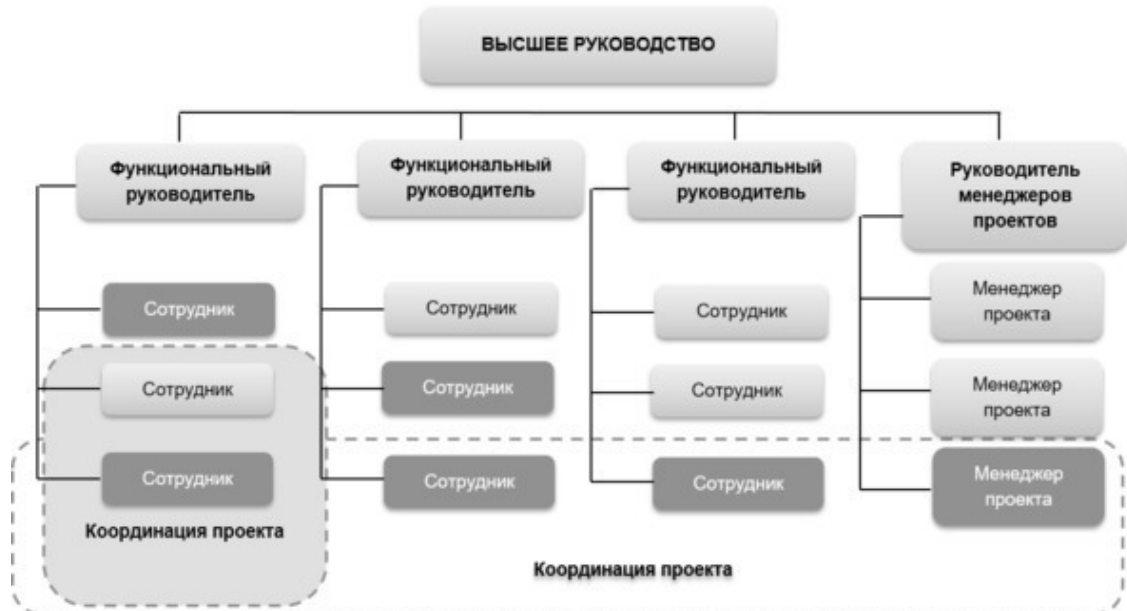 ВЫСШЕЕ РУКОВОДСТВО
Функциональный
руководитель
Функциональный
руководитель
Функциональный
руководитель
Руководитель
менеджеров
проектов
Сотрудник
Сотрудник
Сотрудник
Менеджер
проекта
Сотрудник
Сотрудник
Сотрудник
Менеджер
проекта
Сотрудник
Сотрудник
Сотрудник
Менеджер
проекта
Координация проекта
Координация проекта